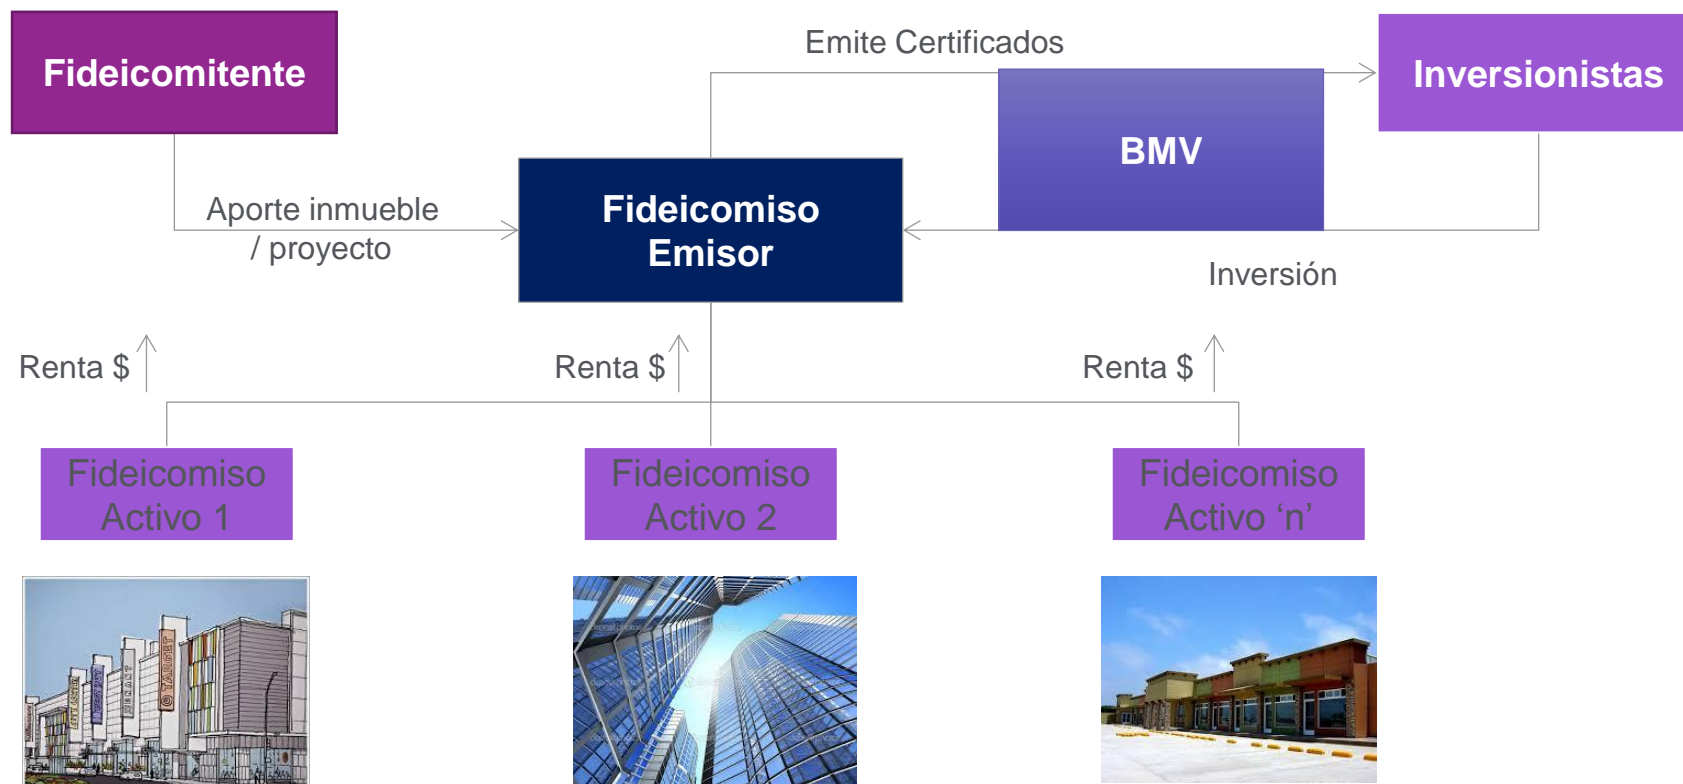 Fideicomitente
Emite Certificados
Inversionistas
BMV
Fideicomiso
Emisor
Aporte inmueble
/ proyecto
Inversión
Renta $
Renta $
Renta $
Fideicomiso
Activo 1
Fideicomiso
Activo 2
Fideicomiso
Activo ‘n’
TARGET